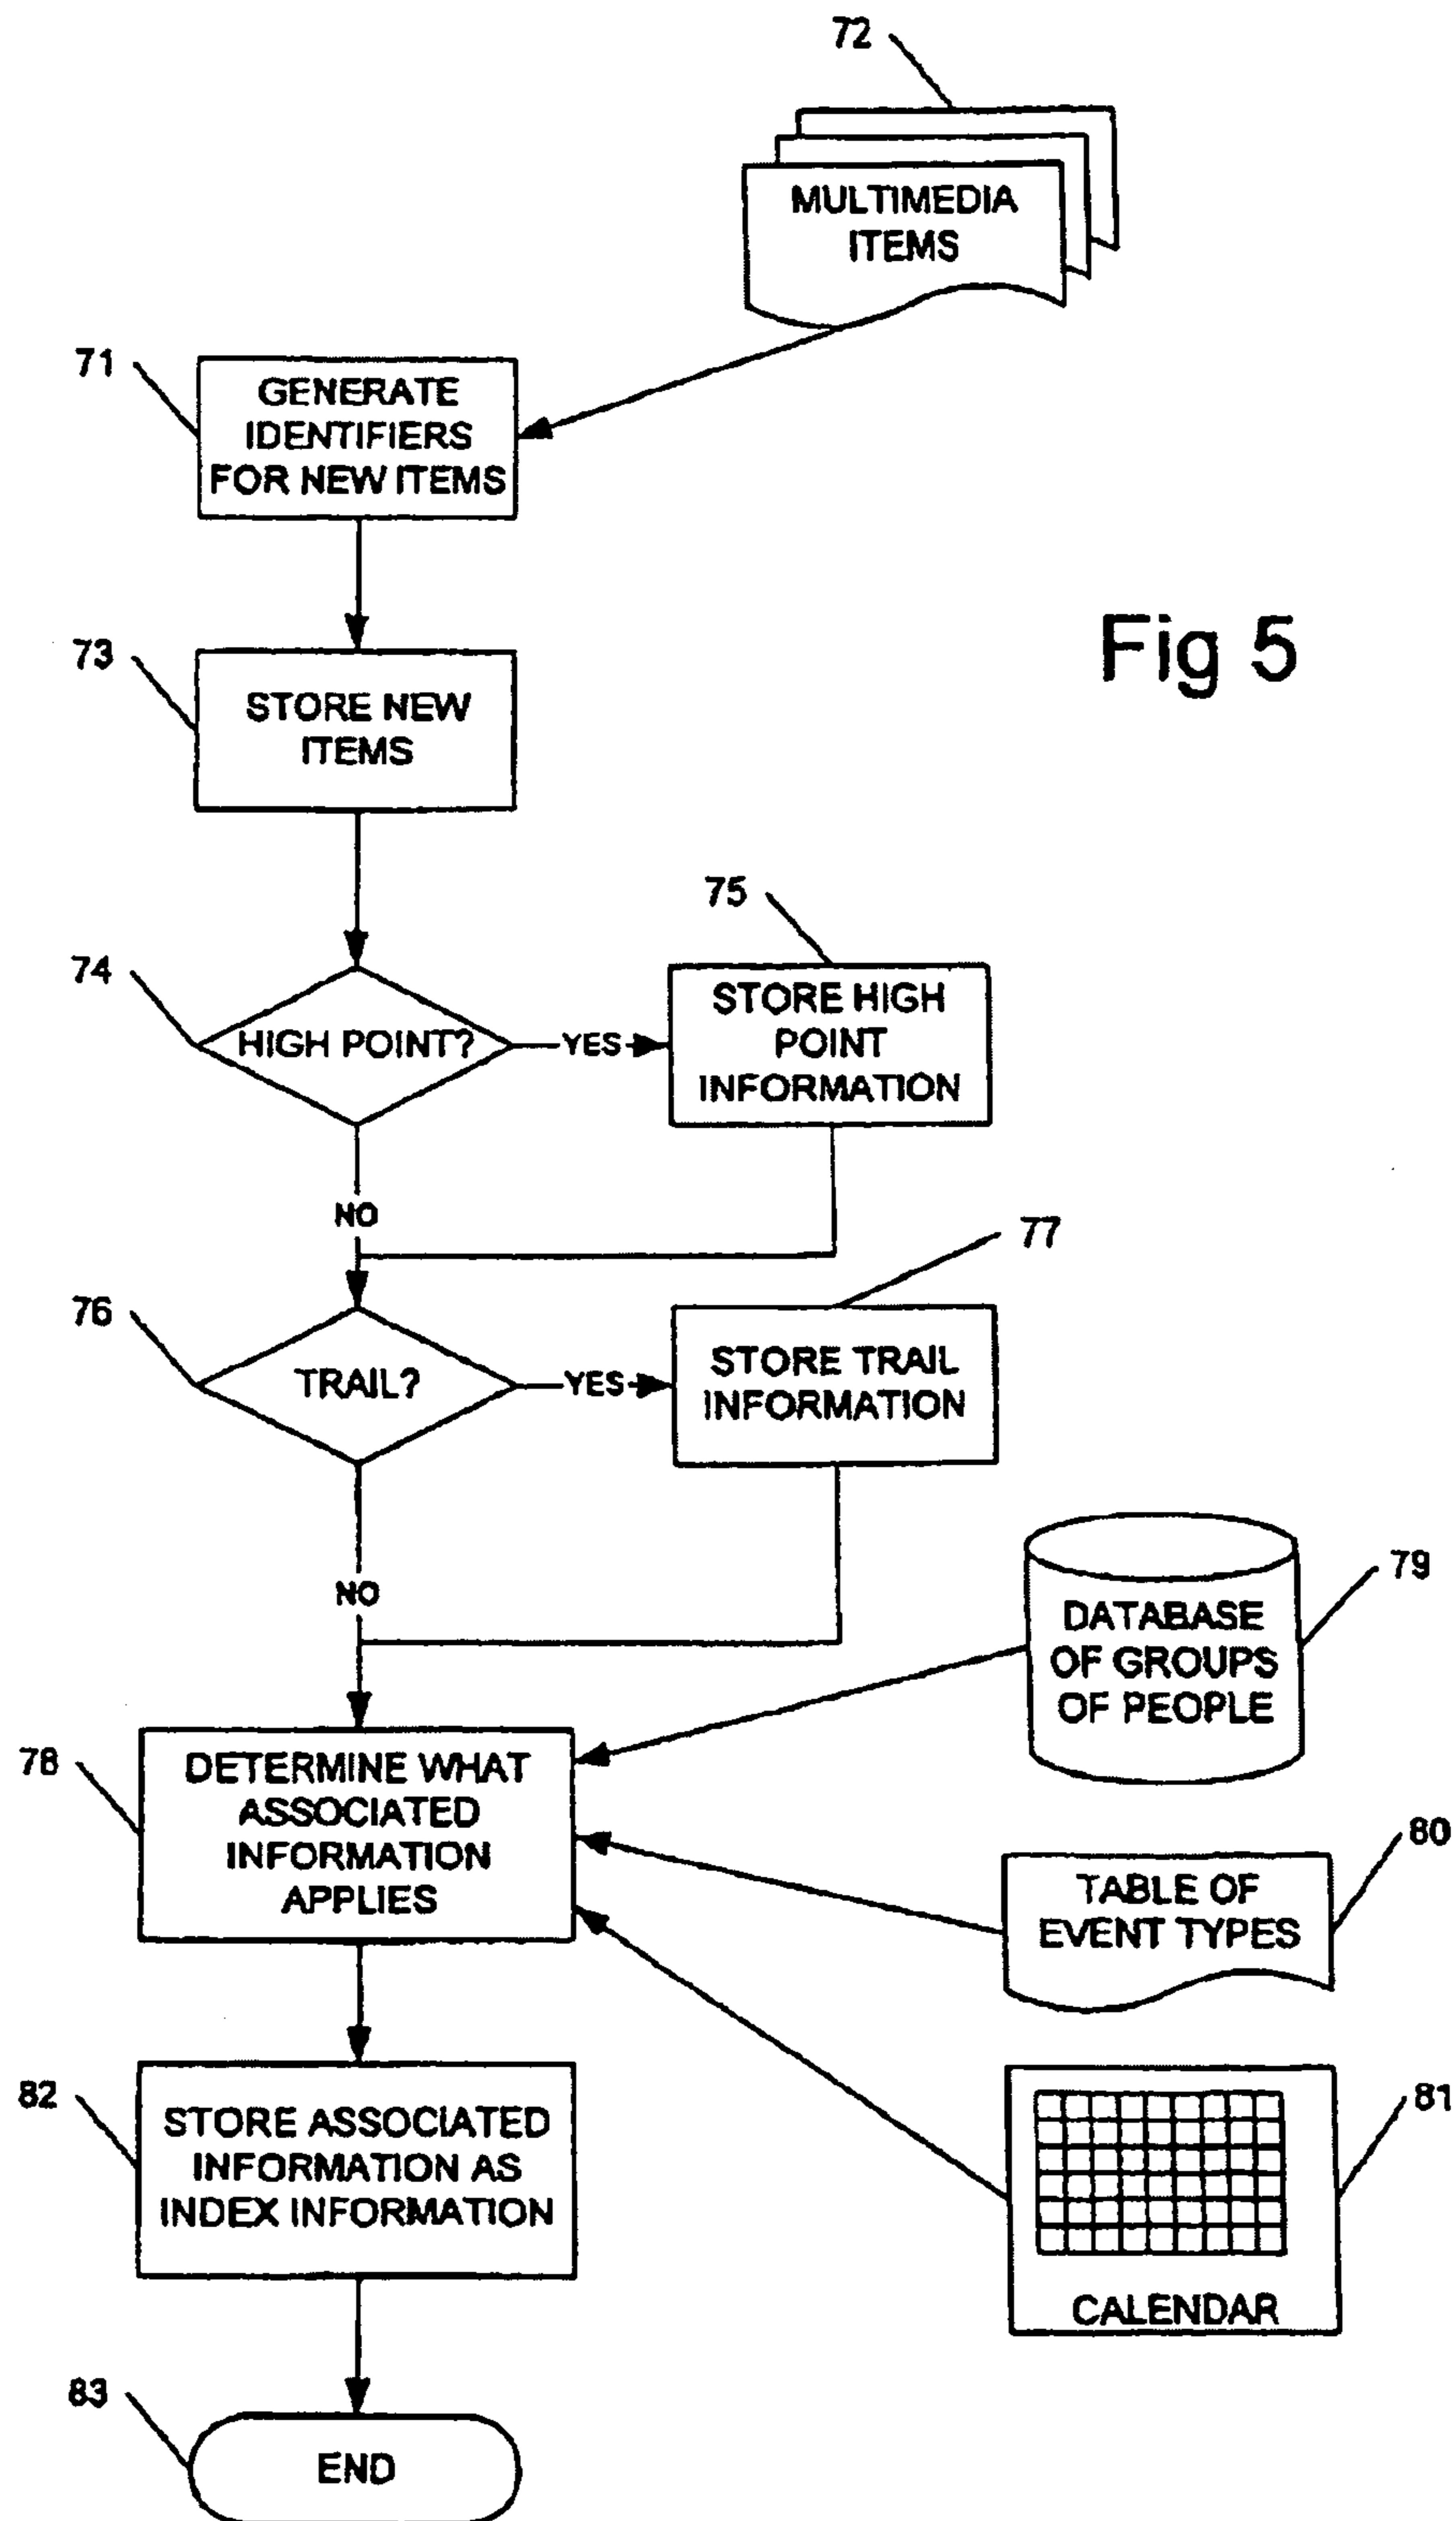 72
MULTIMEDIA
ITEMS
71
GENERATE
IDENTIFIERS
FOR NEW ITEMS
Fig 5
73
STORE NEW
ITEMS
75
74
HIGH POINT?
YES
STORE HIGH
POINT
INFORMATION
NO
77
76
TRAIL?
YES
STORE TRAIL
INFORMATION
NO
79
DATABASE
OF GROUPS
OF PEOPLE
78
DETERMINE WHAT
ASSOCIATED
INFORMATION
APPLIES
80
TABLE OF
EVENT TYPES
82
STORE ASSOCIATED
INFORMATION AS
INDEX INFORMATION
81
CALENDAR
83
END